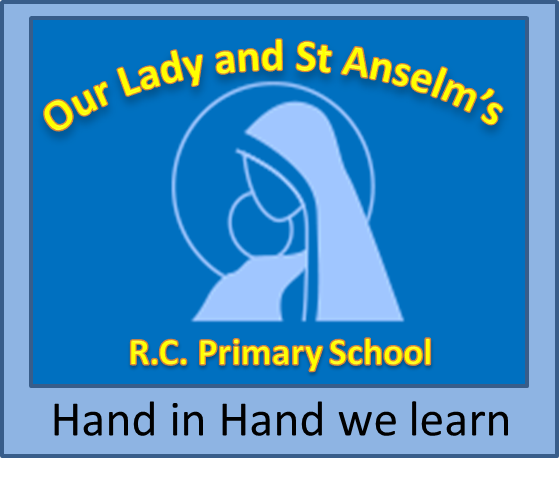 Our Lady and St Anselm's
R.C. Primary School
Hand in Hand we learn